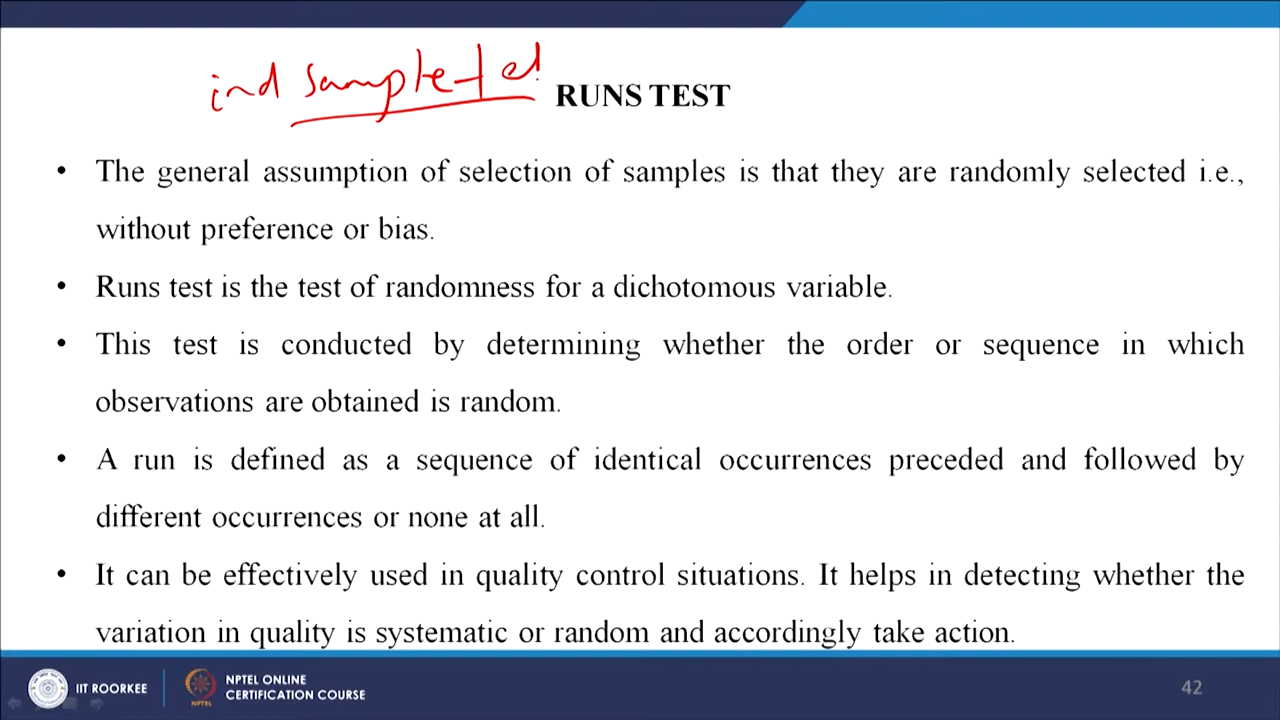 ind sample t
RUNS TEST
• The general assumption of selection of samples is that they are randomly selected i.e.,
without preference or bias.
• Runs test is the test of randomness for a dichotomous variable.
• This test is conducted by determining whether the order or sequence in which
observations are obtained is random.
• A run is defined as a sequence of identical occurrences preceded and followed by
different occurrences or none at all.
• It can be effectively used in quality control situations. It helps in detecting whether the
variation in quality is systematic or random and accordingly take action.
IIT ROORKEE
NPTEL ONLINE
CERTIFICATION COURSE
NPTEL
42